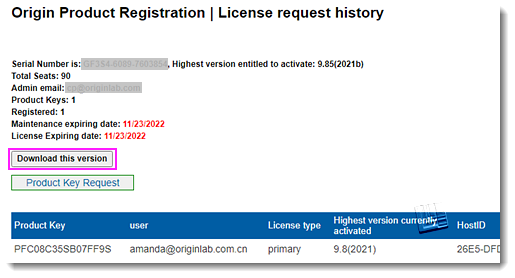 Origin Product Registration | License request history
Serial Number is: , Highest version entitled to activate: 9.85(2021b)
Total Seats: 90
Admin email: cp@originlab.com
Product Keys: 1
Registered: 1
Maintenance expiring date: 11/23/2022
License Expiring date: 11/23/2022
Download this version
Product Key Request
Product Key user License type Highest version currently activated HostID
PFC08C35SB07FF9S amanda@originlab.com.cn primary 9.8(2021) 26E5-DFD